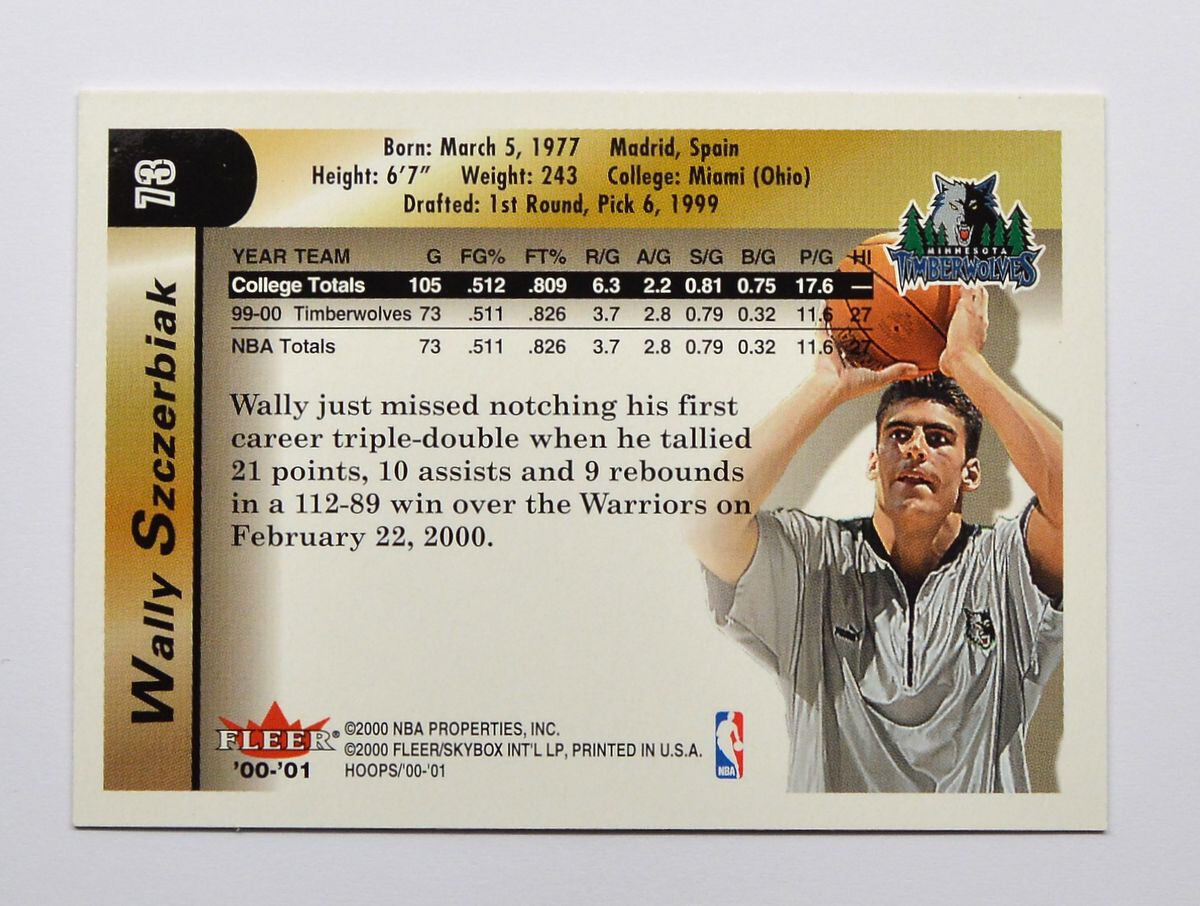 73
Born: March 5, 1977 Madrid, Spain
Height: 6'7" Weight: 243 College: Miami (Ohio)
Drafted: 1st Round, Pick 6, 1999
MINNESOTA
TIMBERWOLVES
Wally Szczerbiak
YEAR TEAM G FG% FT% R/G A/G S/G B/G P/G HI
College Totals 105 .512 .809 6.3 2.2 0.81 0.75 17.6 —
99-00 Timberwolves 73 .511 .826 3.7 2.8 0.79 0.32 11.6 27
NBA Totals 73 .511 .826 3.7 2.8 0.79 0.32 11.6 27
Wally just missed notching his first
career triple-double when he tallied
21 points, 10 assists and 9 rebounds
in a 112-89 win over the Warriors on
February 22, 2000.
FLEER®
'00-'01
©2000 NBA PROPERTIES, INC.
©2000 FLEER/SKYBOX INT'L LP, PRINTED IN U.S.A.
HOOPS/'00-'01
NBA